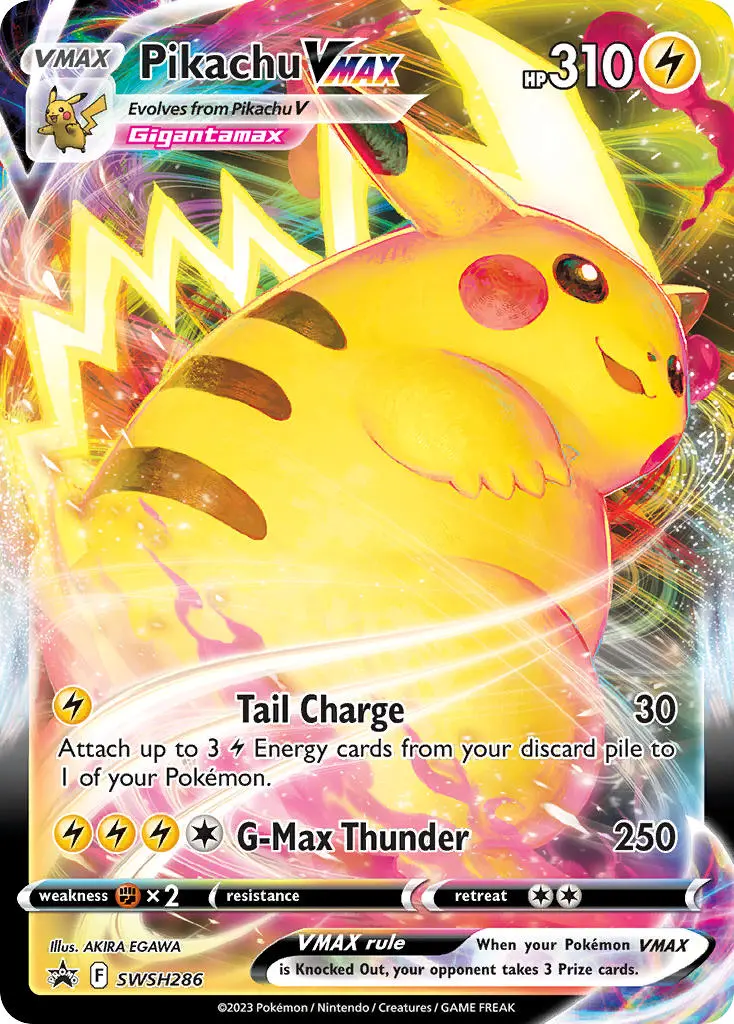 VMAX
Pikachu VMAX
HP 310
Evolves from Pikachu V
Gigantamax
Tail Charge 30
Attach up to 3 Energy cards from your discard pile to
1 of your Pokémon.
G-Max Thunder 250
weakness ×2 resistance retreat
Illus. AKIRA EGAWA
VMAX rule When your Pokémon VMAX
is Knocked Out, your opponent takes 3 Prize cards.
F SWSH286
©2023 Pokémon / Nintendo / Creatures / GAME FREAK